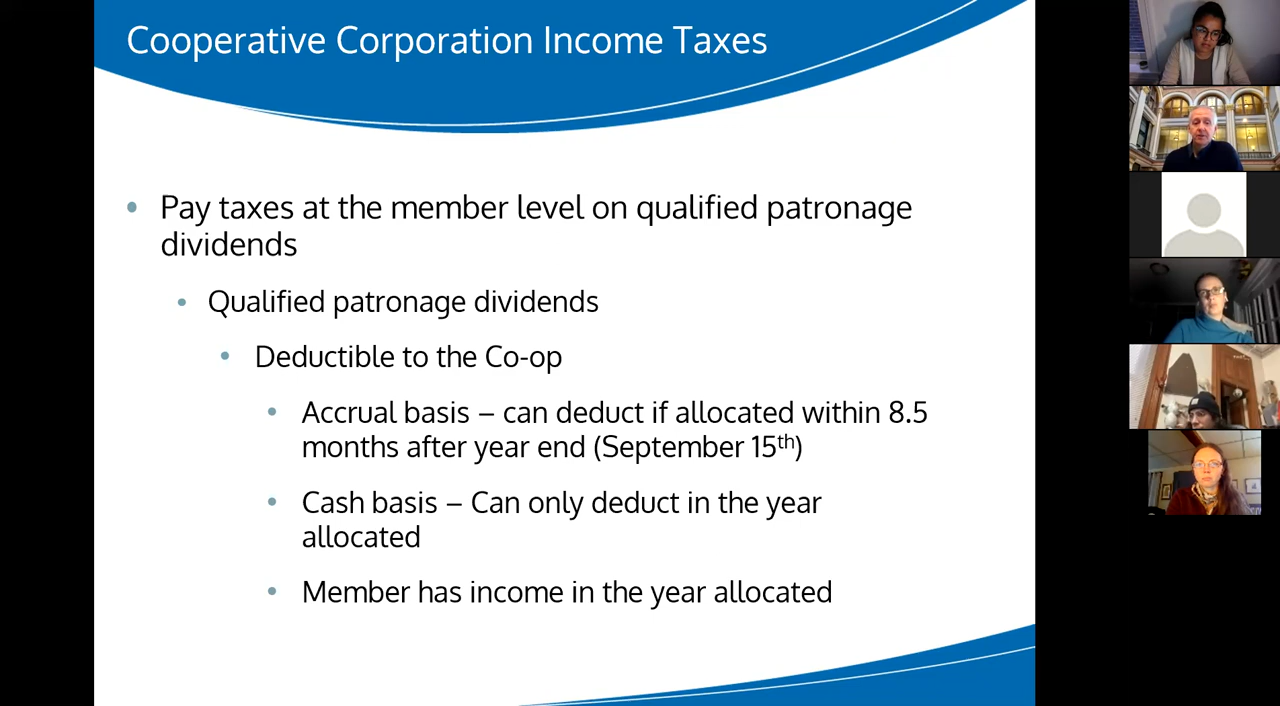 Cooperative Corporation Income Taxes
• Pay taxes at the member level on qualified patronage
dividends
• Qualified patronage dividends
• Deductible to the Co-op
• Accrual basis – can deduct if allocated within 8.5
months after year end (September 15th)
• Cash basis – Can only deduct in the year
allocated
• Member has income in the year allocated